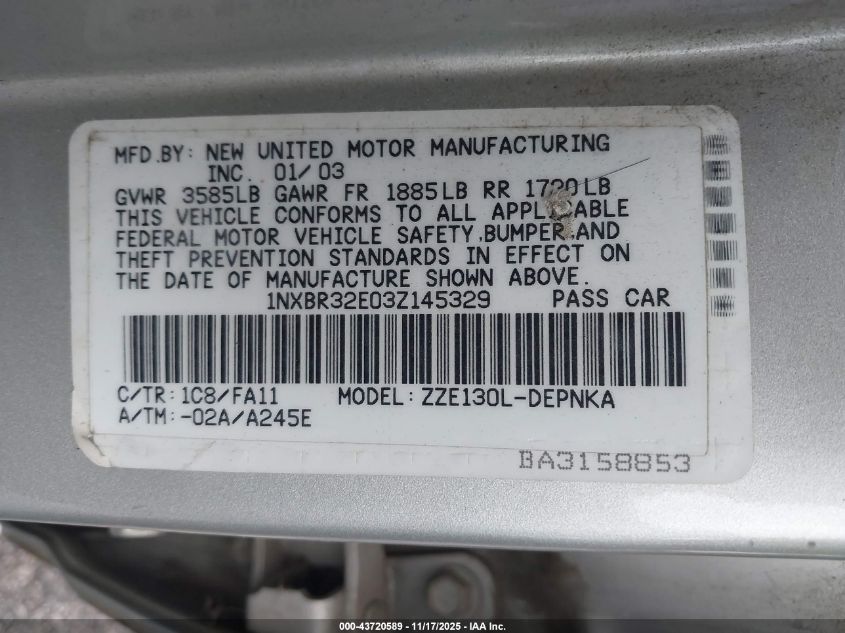 MFD.BY: NEW UNITED MOTOR MANUFACTURING
INC. 01/03
GVWR 3585LB GAWR FR 1885LB RR 1720LB
THIS VEHICLE CONFORMS TO ALL APPLICABLE
FEDERAL MOTOR VEHICLE SAFETY,BUMPER,AND
THEFT PREVENTION STANDARDS IN EFFECT ON
THE DATE OF MANUFACTURE SHOWN ABOVE.
1NXBR32E03Z145329 PASS CAR
C/TR:1C8/FA11 MODEL:ZZE130L-DEPNKA
A/TM:-02A/A245E
BA3158853
000-43720589 - 11/17/2025 - IAA Inc.